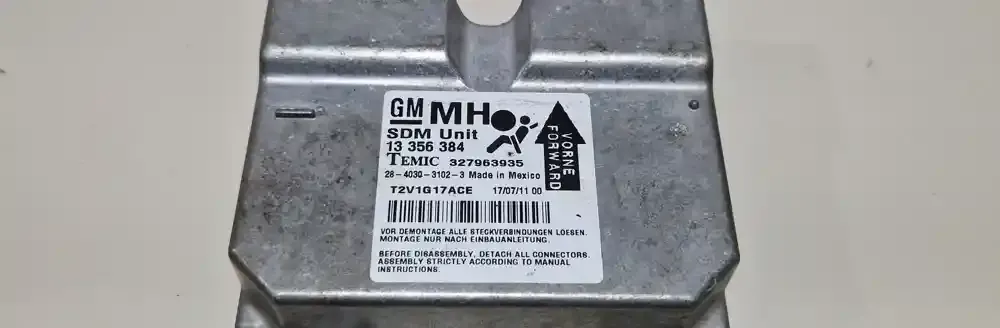 GM MH
SDM Unit
13 356 384
TEMIC 327963935
28-4030-3102-3 Made in Mexico
T2V1G17ACE 17/07/11 00
VORNE
FORWARD
VOR DEMONTAGE ALLE STECKVERBINDUNGEN LOESEN.
MONTAGE NUR NACH EINBAUANLEITUNG.
BEFORE DISASSEMBLY, DETACH ALL CONNECTORS.
ASSEMBLY STRICTLY ACCORDING TO MANUAL
INSTRUCTIONS.